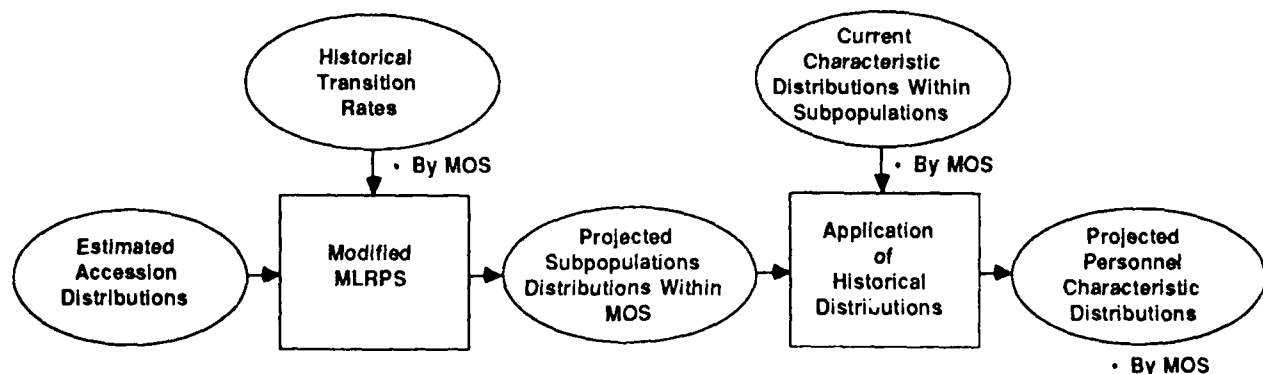 Historical
Transition
Rates
Current
Characteristic
Distributions Within
Subpopulations
• By MOS
• By MOS
Estimated
Accession
Distributions
Modified
MLRPS
Projected
Subpopulations
Distributions Within
MOS
Application
of
Historical
Distributions
Projected
Personnel
Characteristic
Distributions
• By MOS